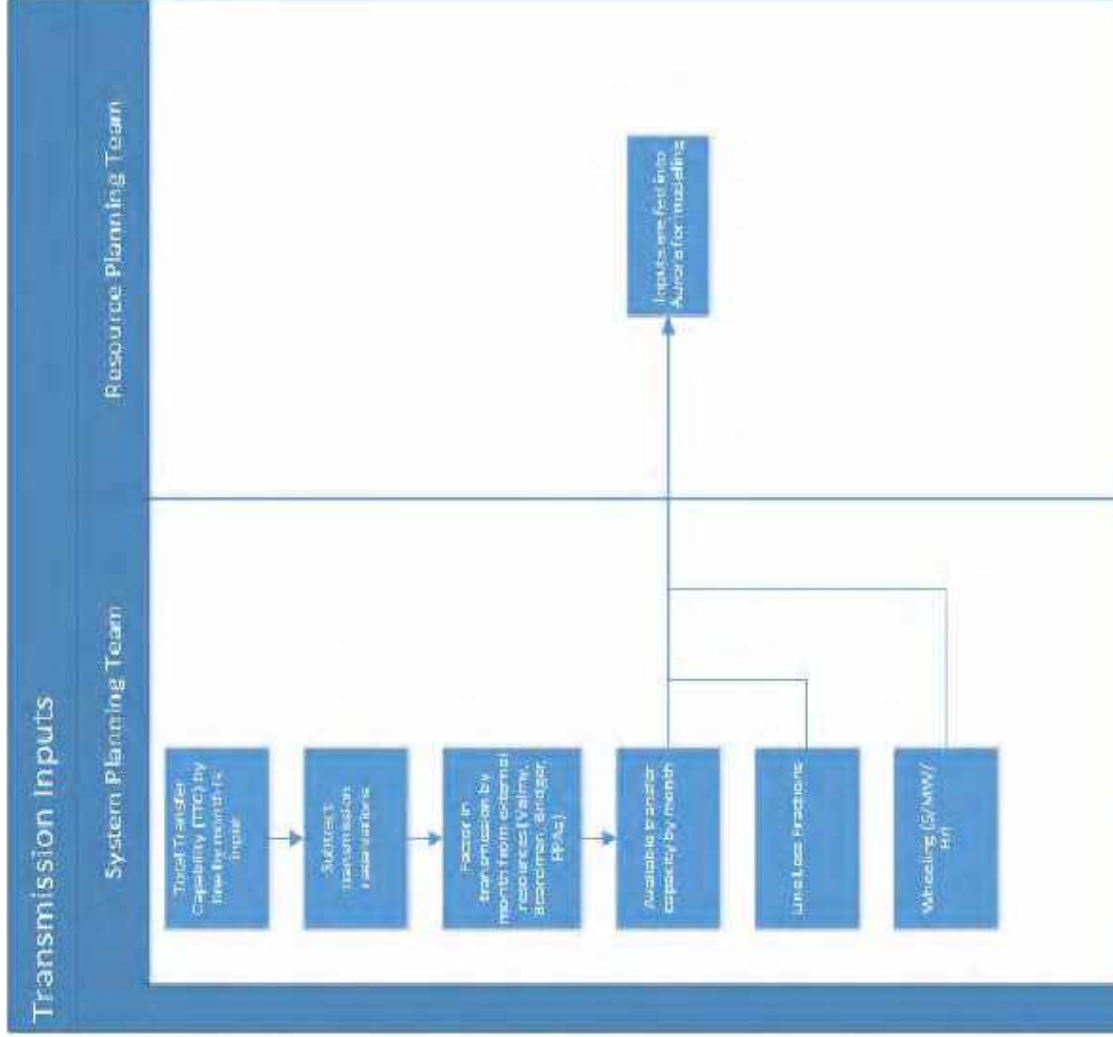 Transmission Inputs
System Planning Team
Resource Planning Team
Total Transfer
Capability (TTC) by
line by month is
input
Subtract
transmission
reservations
Factor in
transmission by
month from external
resources (Valmy,
Boardman, Bridger,
PPAs)
Available transfer
capacity by month
Line Loss Fractions
Wheeling ($/MW/
Hr)
Inputs are fed into
Aurora for modeling